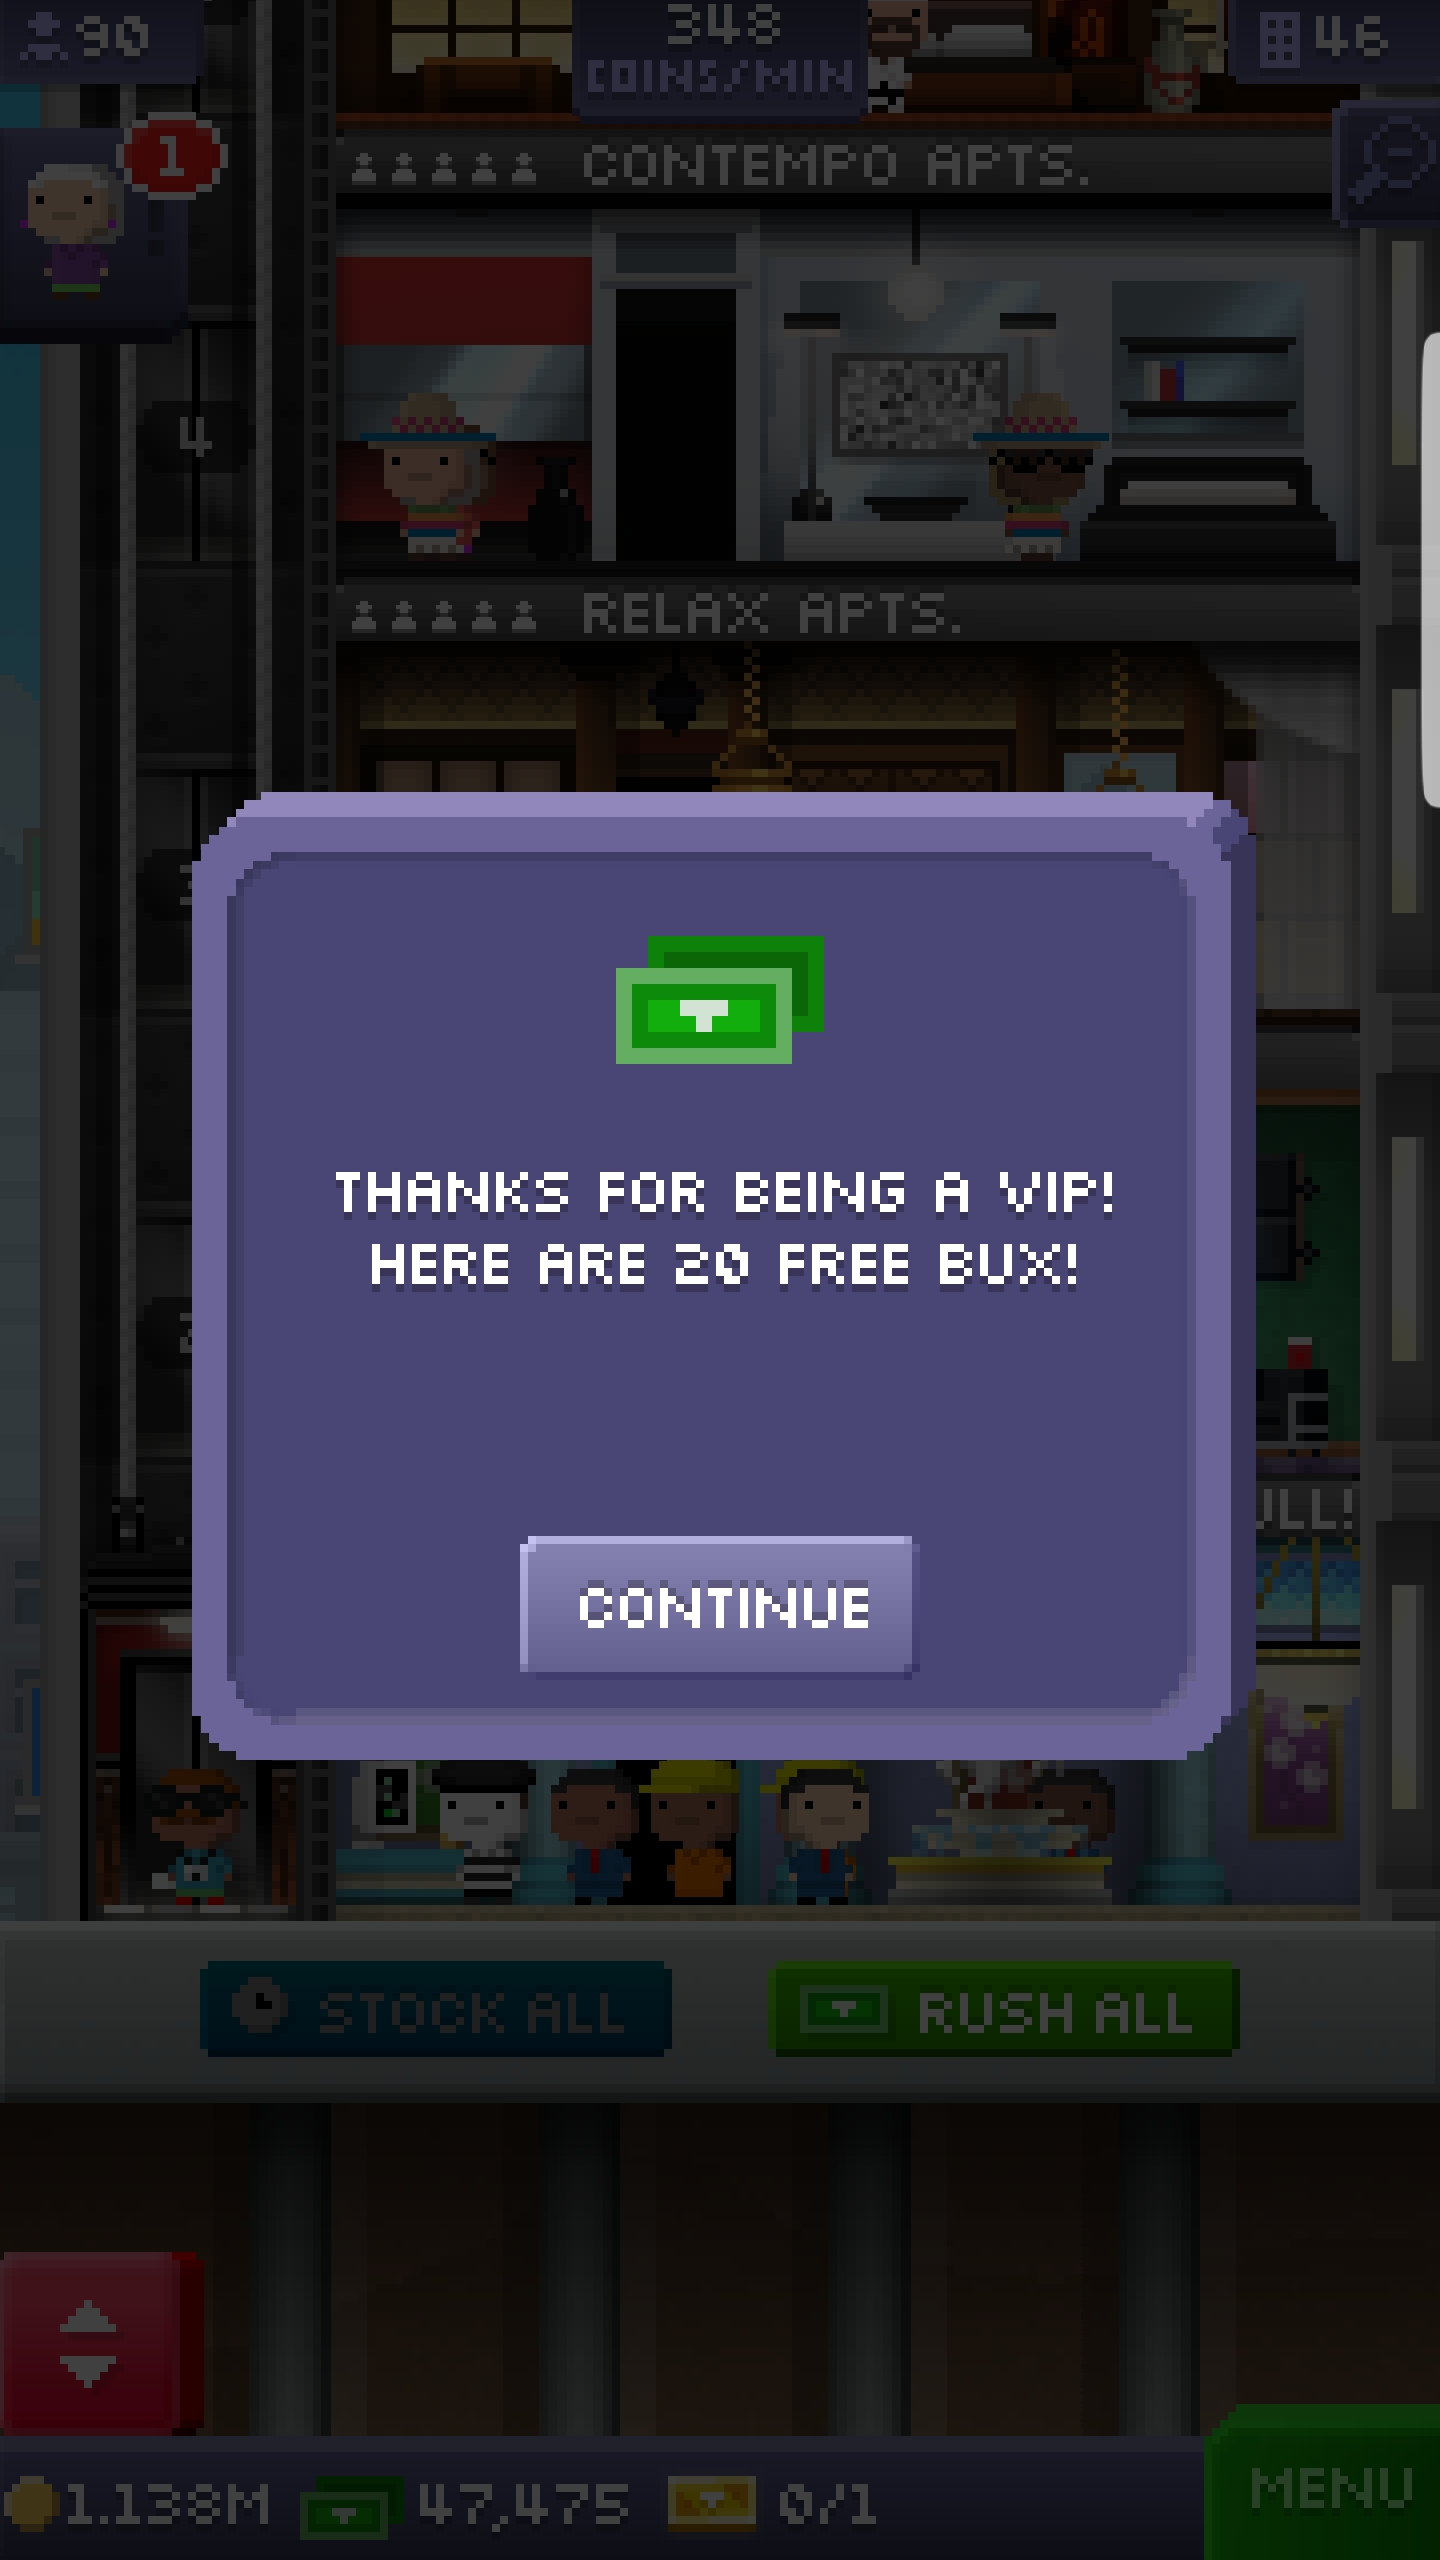 90
348
COINS/MIN
46
1
CONTEMPO APTS.
4
RELAX APTS.
THANKS FOR BEING A VIP!
HERE ARE 20 FREE BUX!
CONTINUE
STOCK ALL
RUSH ALL
1.138M
47,475
0/1
MENU